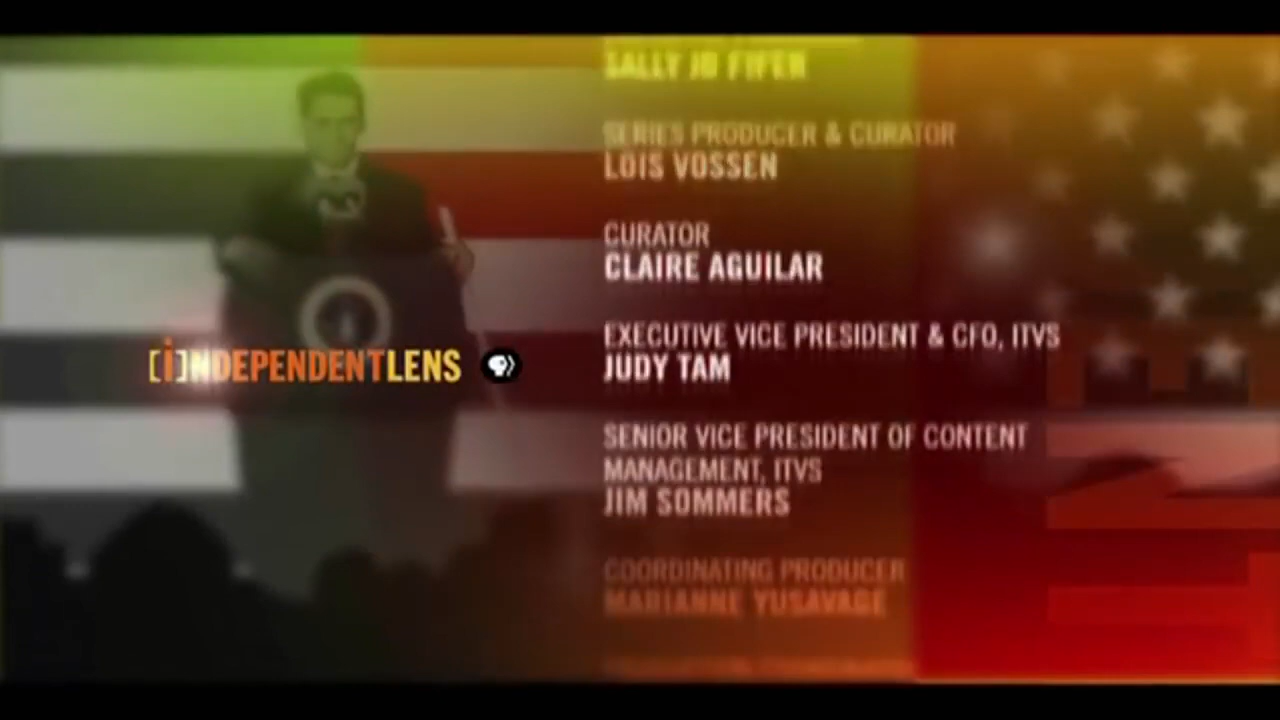 SALLY JO FIFER
SERIES PRODUCER & CURATOR
LOIS VOSSEN
CURATOR
CLAIRE AGUILAR
EXECUTIVE VICE PRESIDENT & CFO, ITVS
JUDY TAM
[i]NDEPENDENTLENS
SENIOR VICE PRESIDENT OF CONTENT
MANAGEMENT, ITVS
JIM SOMMERS
COORDINATING PRODUCER
MARIANNE YUSAVAGE